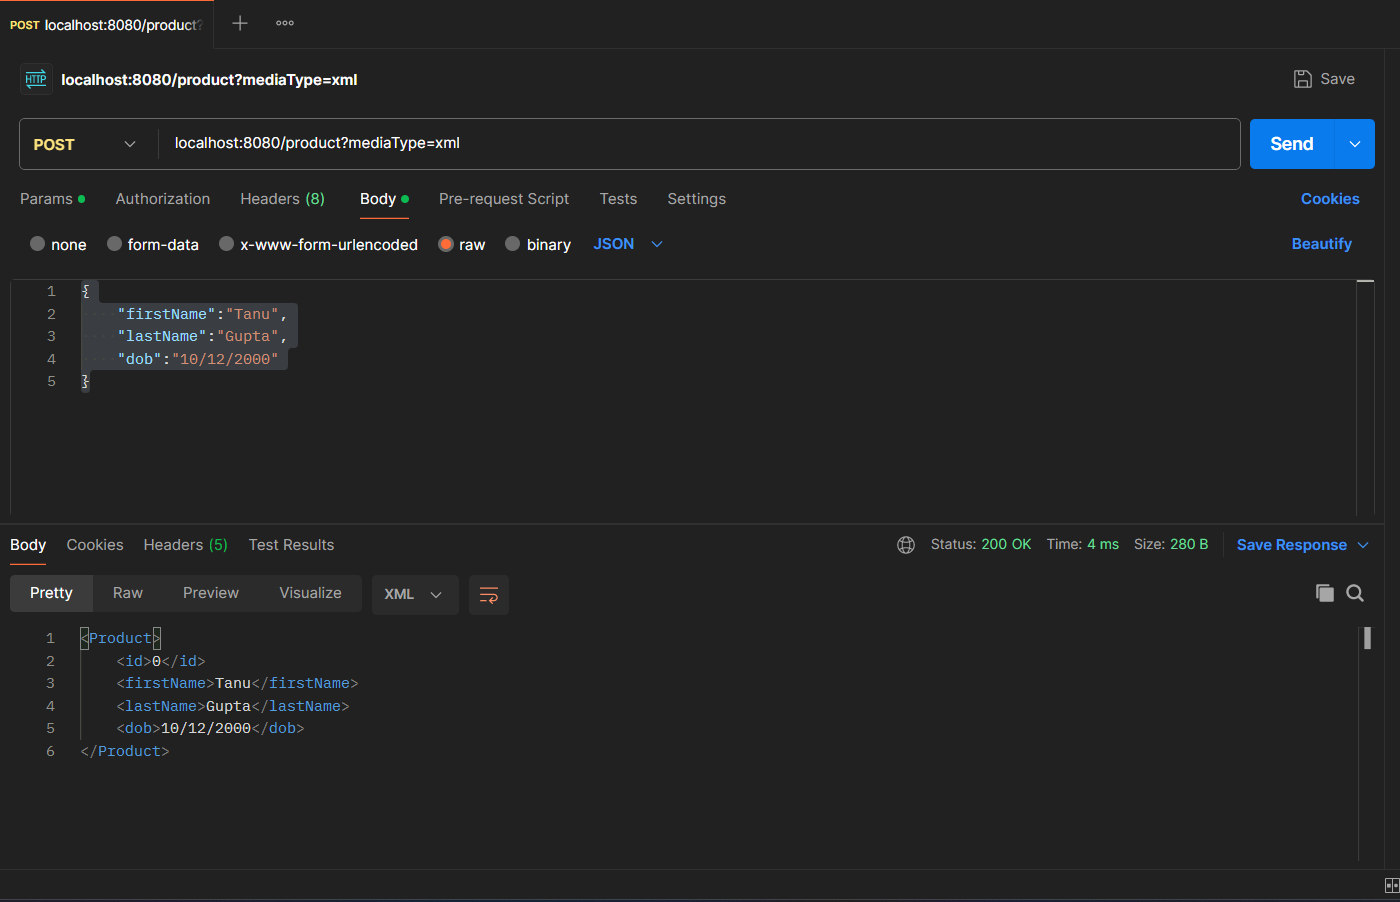 POST localhost:8080/product?
HTTP localhost:8080/product?mediaType=xml Save
POST localhost:8080/product?mediaType=xml Send
Params Authorization Headers (8) Body Pre-request Script Tests Settings Cookies
none form-data x-www-form-urlencoded raw binary JSON Beautify
1 {
2 "firstName":"Tanu",
3 "lastName":"Gupta",
4 "dob":"10/12/2000"
5 }
Body Cookies Headers (5) Test Results Status: 200 OK Time: 4 ms Size: 280 B Save Response
Pretty Raw Preview Visualize XML
1 <Product>
2 <id>0</id>
3 <firstName>Tanu</firstName>
4 <lastName>Gupta</lastName>
5 <dob>10/12/2000</dob>
6 </Product>